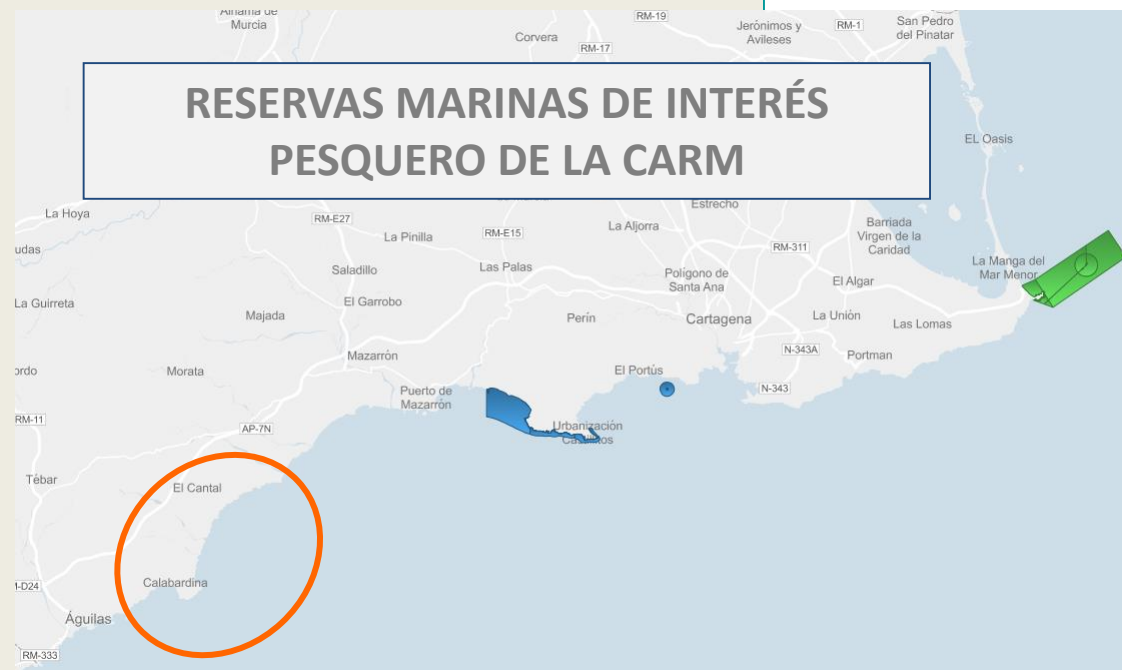 Alhama de
Murcia
RM-19
Corvera
RM-17
Jerónimos y
Avileses
RM-1
San Pedro
del Pinatar
RESERVAS MARINAS DE INTERÉS
PESQUERO DE LA CARM
EL Oasis
La Hoya
RM-E27
La Pinilla
RM-E15
La Aljorra
Estrecho
RM-311
Barriada
Virgen de la
Caridad
udas
Saladillo
Las Palas
Polígono de
Santa Ana
El Algar
La Manga del
Mar Menor
La Guirreta
El Garrobo
Majada
Perín
Cartagena
La Unión
Las Lomas
Mazarrón
N-343A
Portman
ordo
Morata
El Portús
Puerto de
Mazarrón
N-343
RM-11
AP-7N
Urbanización
Tébar
El Cantal
Calabardina
1-D24
Águilas
RM-333